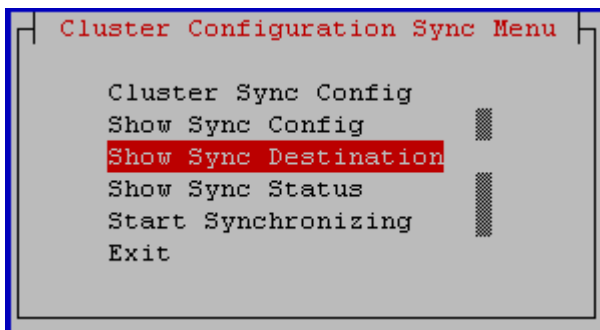 Cluster Configuration Sync Menu
Cluster Sync Config
Show Sync Config
Show Sync Destination
Show Sync Status
Start Synchronizing
Exit